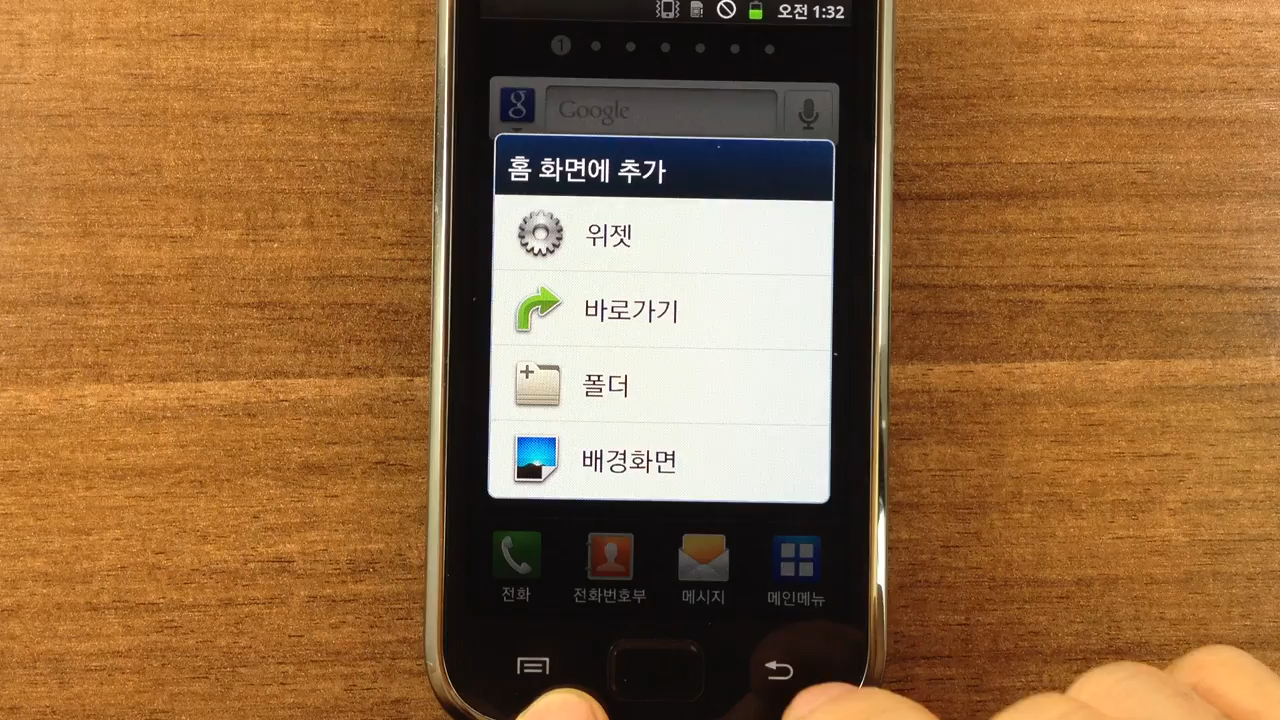 오전 1:32
1
g Google
홈 화면에 추가
위젯
바로가기
폴더
배경화면
전화 전화번호부 메시지 메인메뉴